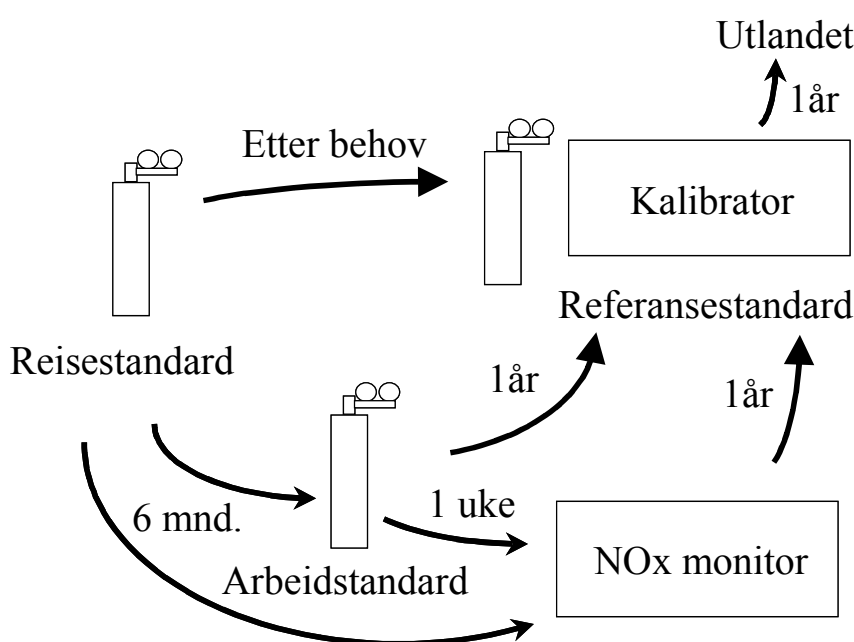 Utlandet
1år
Etter behov
Kalibrator
Referansestandard
Reisestandard
1år
1år
6 mnd.
1 uke
NOx monitor
Arbeidstandard